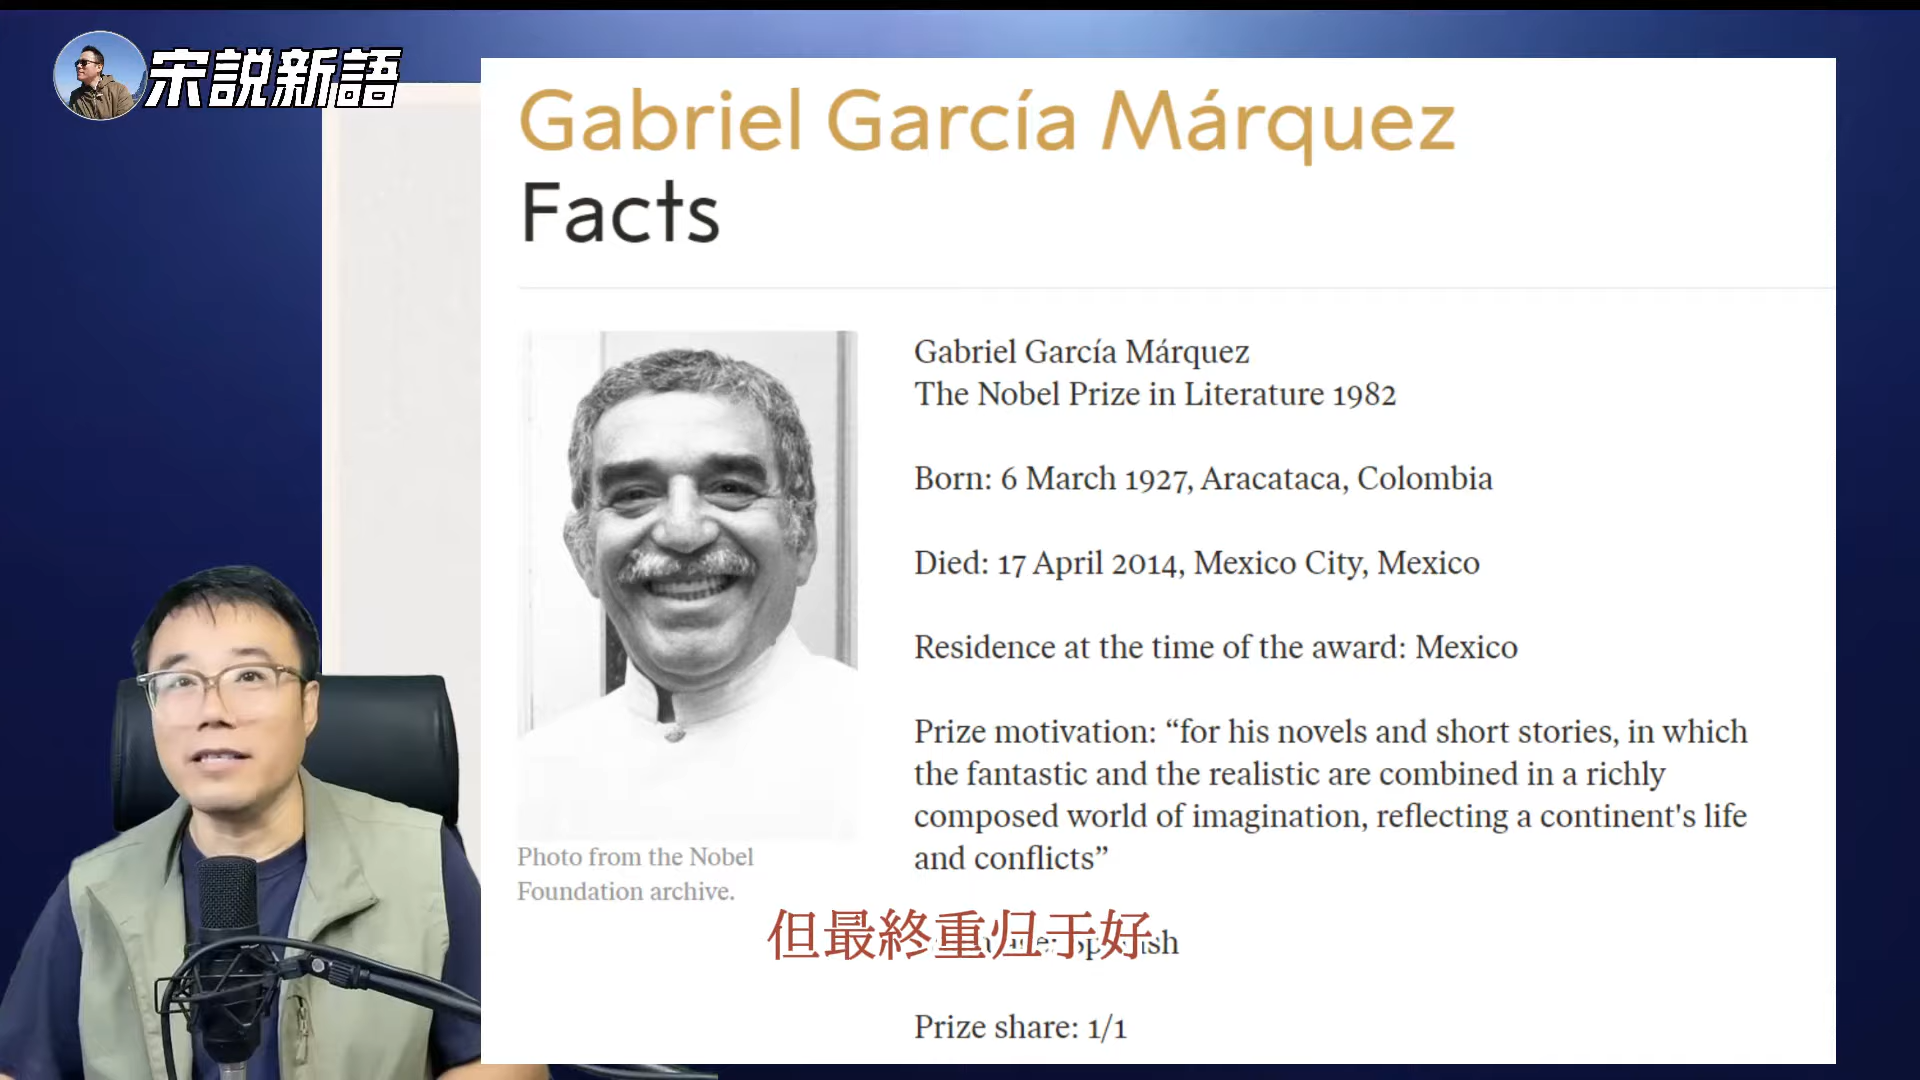 宋説新語
Gabriel García Márquez
Facts
Gabriel García Márquez
The Nobel Prize in Literature 1982
Born: 6 March 1927, Aracataca, Colombia
Died: 17 April 2014, Mexico City, Mexico
Residence at the time of the award: Mexico
Prize motivation: “for his novels and short stories, in which
the fantastic and the realistic are combined in a richly
composed world of imagination, reflecting a continent's life
and conflicts”
Photo from the Nobel
Foundation archive.
但最終重归于好
Prize share: 1/1